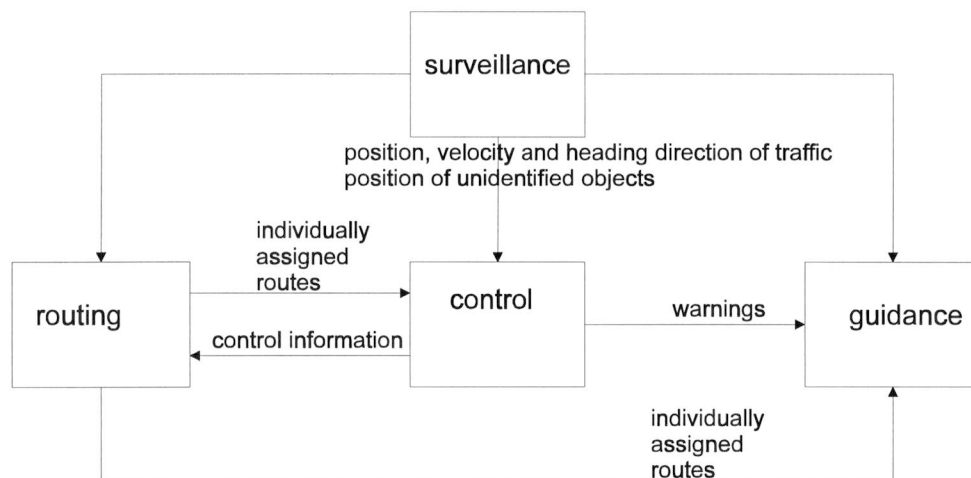 surveillance
position, velocity and heading direction of traffic
position of unidentified objects
individually
assigned
routes
routing
control
warnings
guidance
control information
individually
assigned
routes